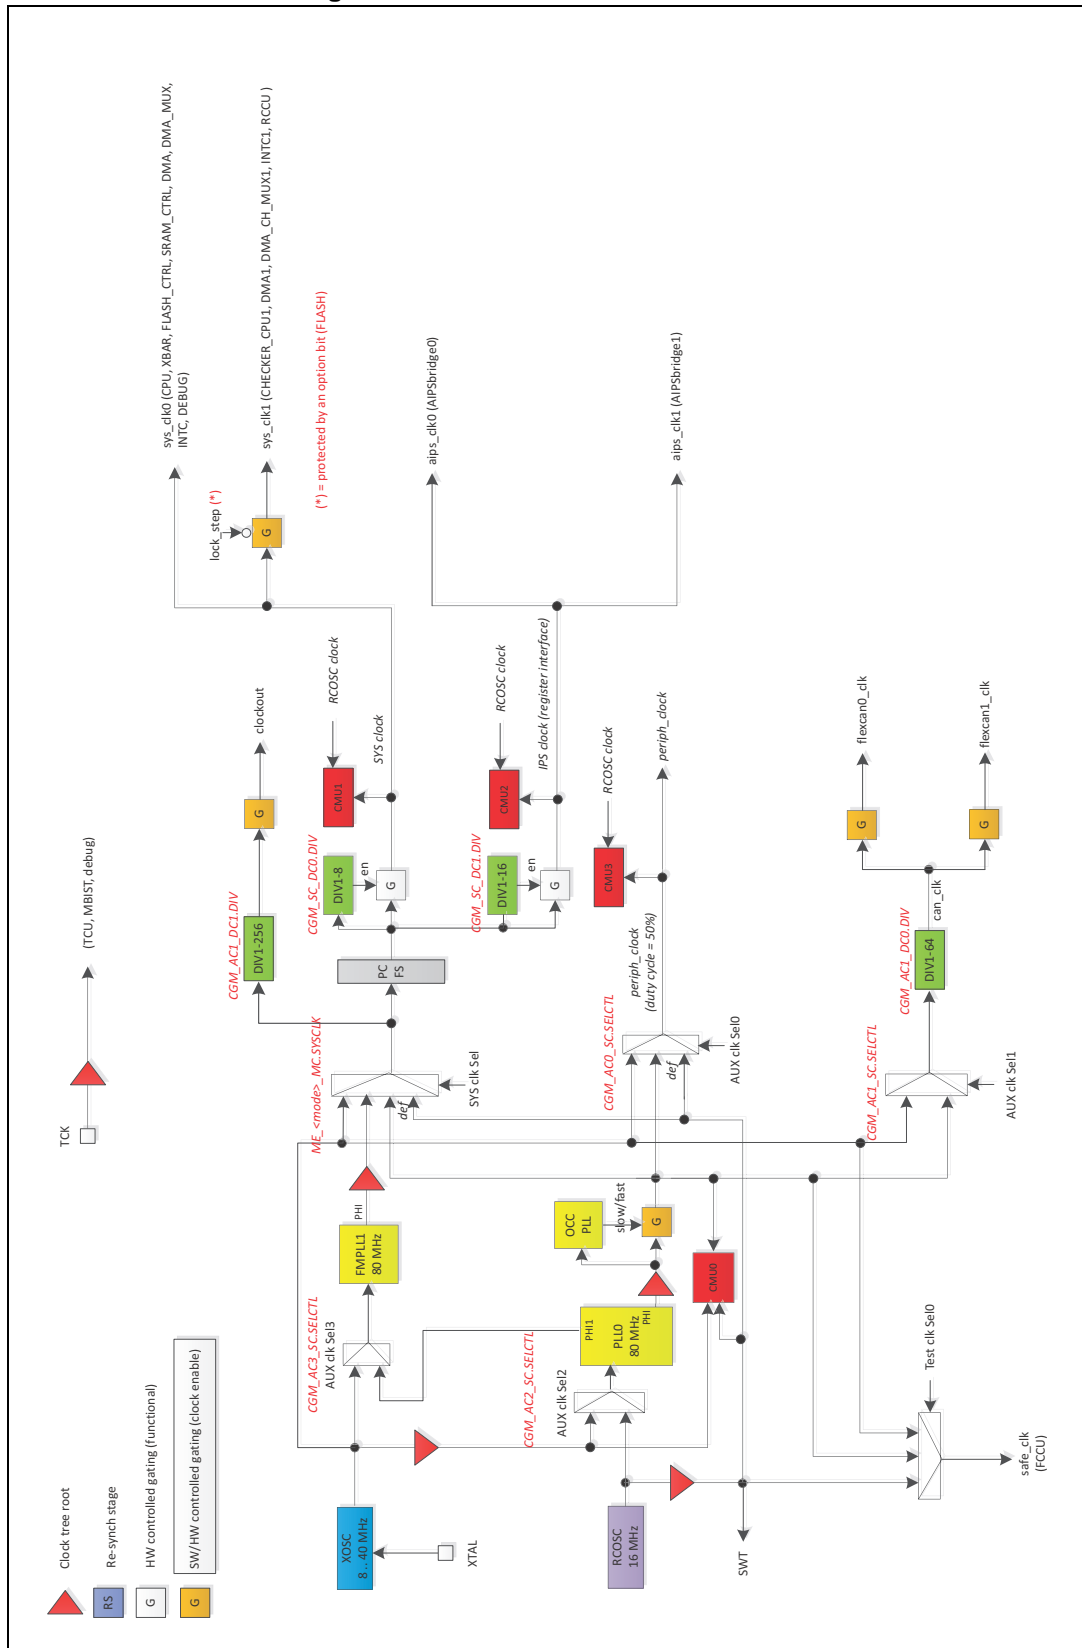 Clock tree root
RS
Re-synch stage
G
HW controlled gating (functional)
G
SW/HW controlled gating (clock enable)
TCK
(TCU, MBIST, debug)
XOSC
8.. 40 MHz
XTAL
RCOSC
16 MHz
SWT
CGM_AC3_SC.SELCTL
AUX clk Sel3
FMPLL1
80 MHz
PHI
CGM_AC2_SC.SELCTL
AUX clk Sel2
PLL0
80 MHz
PHI1
PHI
OCC
PLL
slow/fast
G
CMU0
Test clk Sel0
safe_clk
(FCCU)
ME_<mode>_MC.SYSCLK
def
SYS clk Sel
CGM_AC0_SC.SELCTL
def
AUX clk Sel0
CGM_AC1_SC.SELCTL
AUX clk Sel1
PC
FS
CGM_AC1_DC1.DIV
DIV1-256
G
clockout
CGM_SC_DC0.DIV
DIV1-8
en
G
CMU1
RCOSC clock
SYS clock
CGM_SC_DC1.DIV
DIV1-16
en
G
CMU2
RCOSC clock
IPS clock (register interface)
periph_clock
(duty cycle = 50%)
CMU3
RCOSC clock
periph_clock
CGM_AC1_DC0.DIV
DIV1-64
can_clk
G
flexcan0_clk
G
flexcan1_clk
lock_step (*)
G
sys_clk0 (CPU, XBAR, FLASH_CTRL, SRAM_CTRL, DMA, DMA_MUX,
INTC, DEBUG)
sys_clk1 (CHECKER_CPU1, DMA1, DMA_CH_MUX1, INTC1, RCCU )
(*) = protected by an option bit (FLASH)
aips_clk0 (AIPSbridge0)
aips_clk1 (AIPSbridge1)